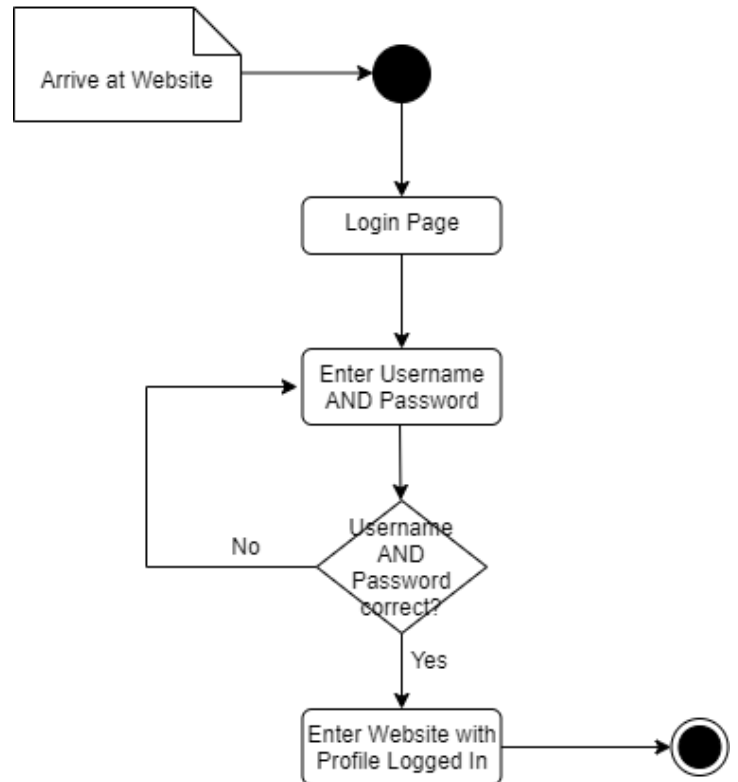 Arrive at Website
Login Page
Enter Username
AND Password
Username
AND
Password
correct?
No
Yes
Enter Website with
Profile Logged In